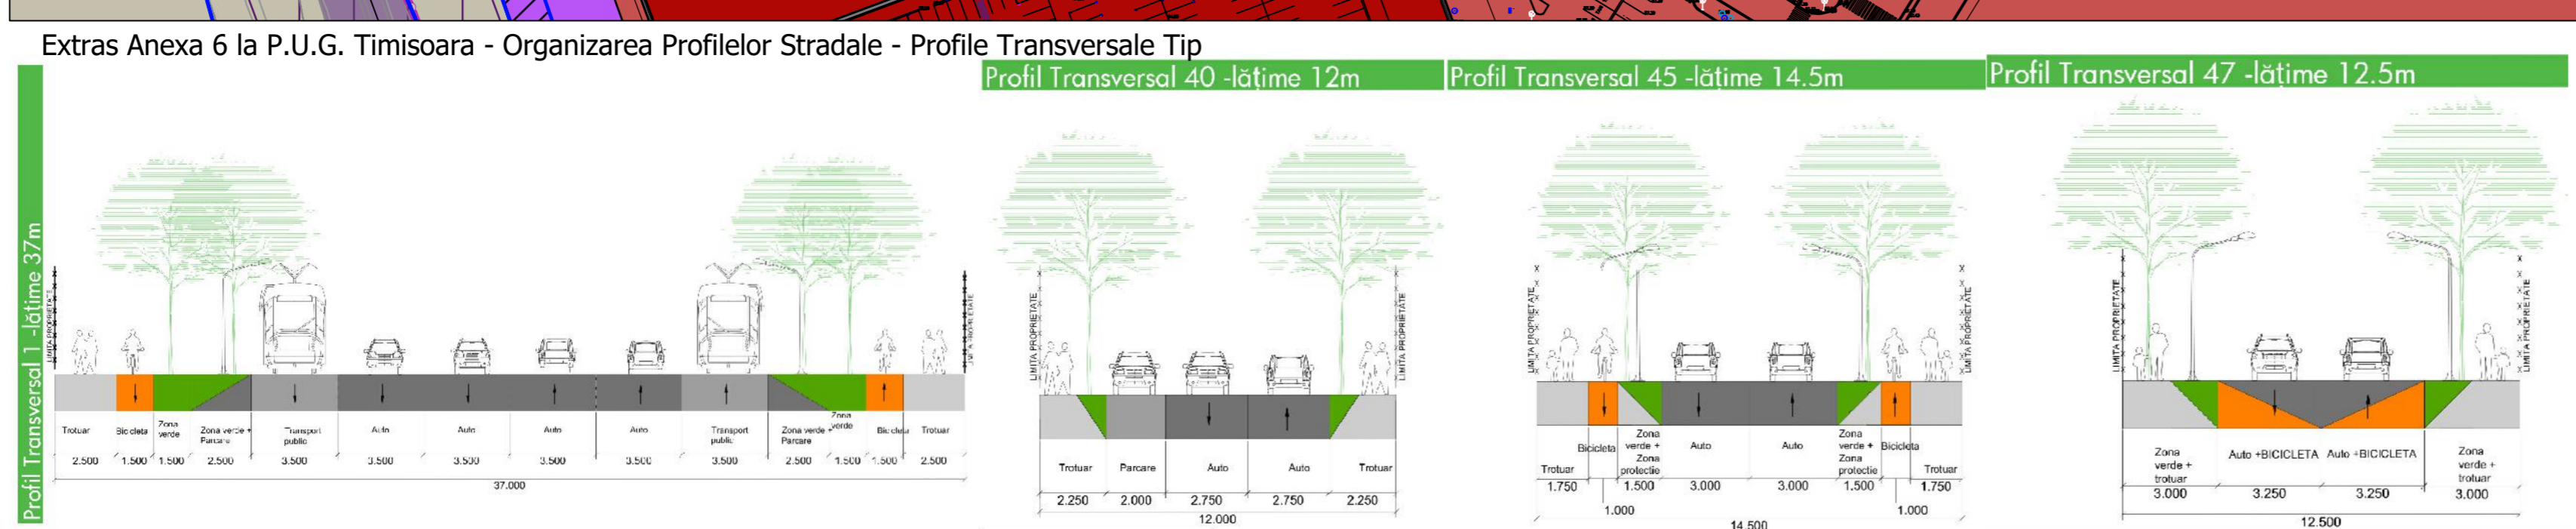 Extras Anexa 6 la P.U.G. Timisoara - Organizarea Profilelor Stradale - Profile Transversale Tip
Profil Transversal 1 -lățime 37m
LIMITA PROPRIETATE
LIMITA PROPRIETATE
Trotuar
Bicicleta
Zona
verde
Zona verde +
Parcare
Transport
public
Auto
Auto
Auto
Auto
Transport
public
Zona verde +
Parcare
Zona
verde
Bicicleta
Trotuar
2.500
1.500
1.500
2.500
3.500
3.500
3.500
3.500
3.500
3.500
2.500
1.500
1.500
2.500
37.000
Profil Transversal 40 -lățime 12m
LIMITA PROPRIETATE
LIMITA PROPRIETATE
Trotuar
Parcare
Auto
Auto
Trotuar
2.250
2.000
2.750
2.750
2.250
12.000
Profil Transversal 45 -lățime 14.5m
LIMITA PROPRIETATE
LIMITA PROPRIETATE
Trotuar
Bicicleta
Zona
verde +
Zona
protectie
Auto
Auto
Zona
verde +
Zona
protectie
Bicicleta
Trotuar
1.750
1.000
1.500
3.000
3.000
1.500
1.000
1.750
14.500
Profil Transversal 47 -lățime 12.5m
LIMITA PROPRIETATE
LIMITA PROPRIETATE
Zona
verde +
trotuar
Auto +BICICLETA
Auto +BICICLETA
Zona
verde +
trotuar
3.000
3.250
3.250
3.000
12.500